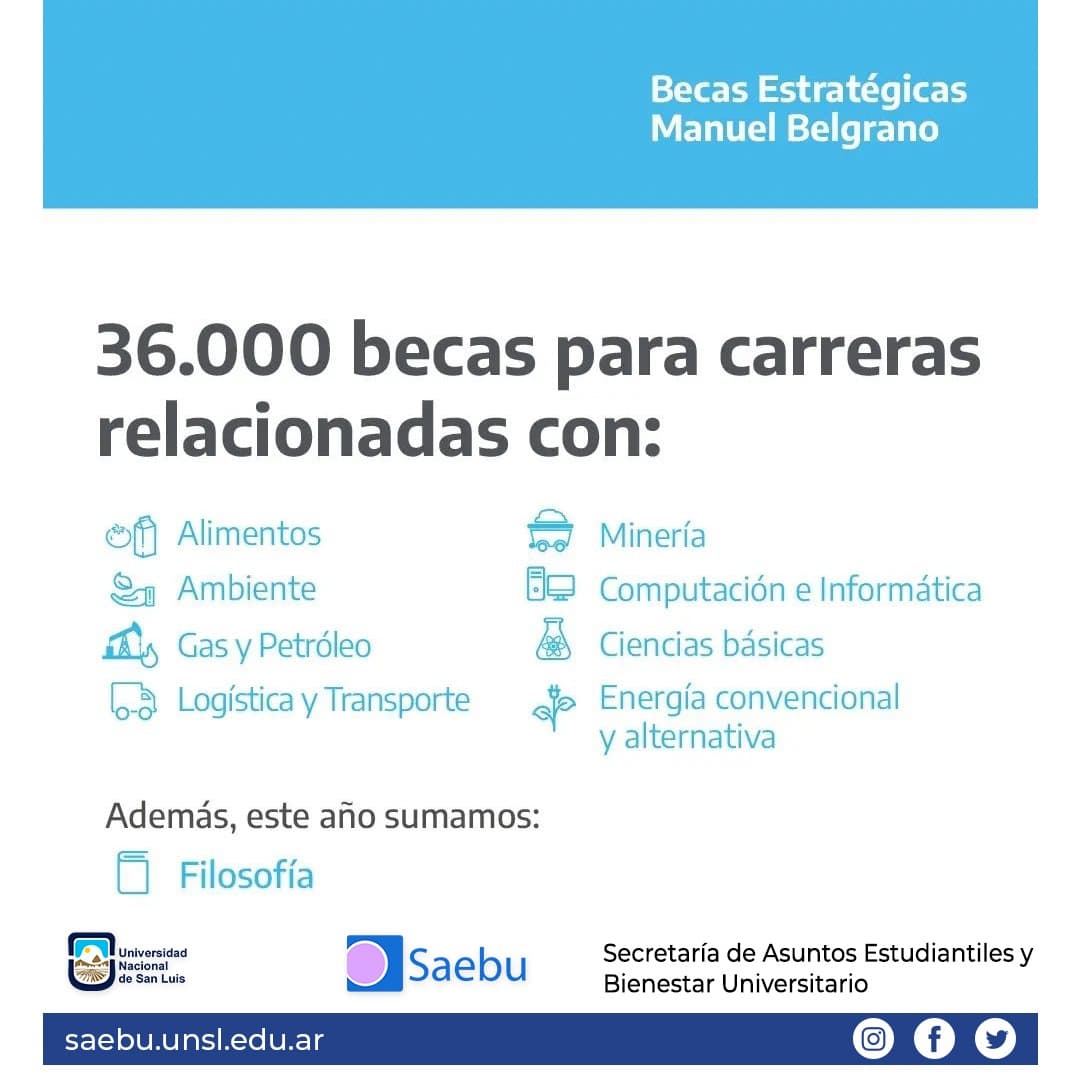 Becas Estratégicas
Manuel Belgrano
36.000 becas para carreras
relacionadas con:
Alimentos
Ambiente
Gas y Petróleo
Logística y Transporte
Minería
Computación e Informática
Ciencias básicas
Energía convencional
y alternativa
Además, este año sumamos:
Filosofía
Universidad
Nacional
de San Luis
Saebu
Secretaría de Asuntos Estudiantiles y
Bienestar Universitario
saebu.unsl.edu.ar